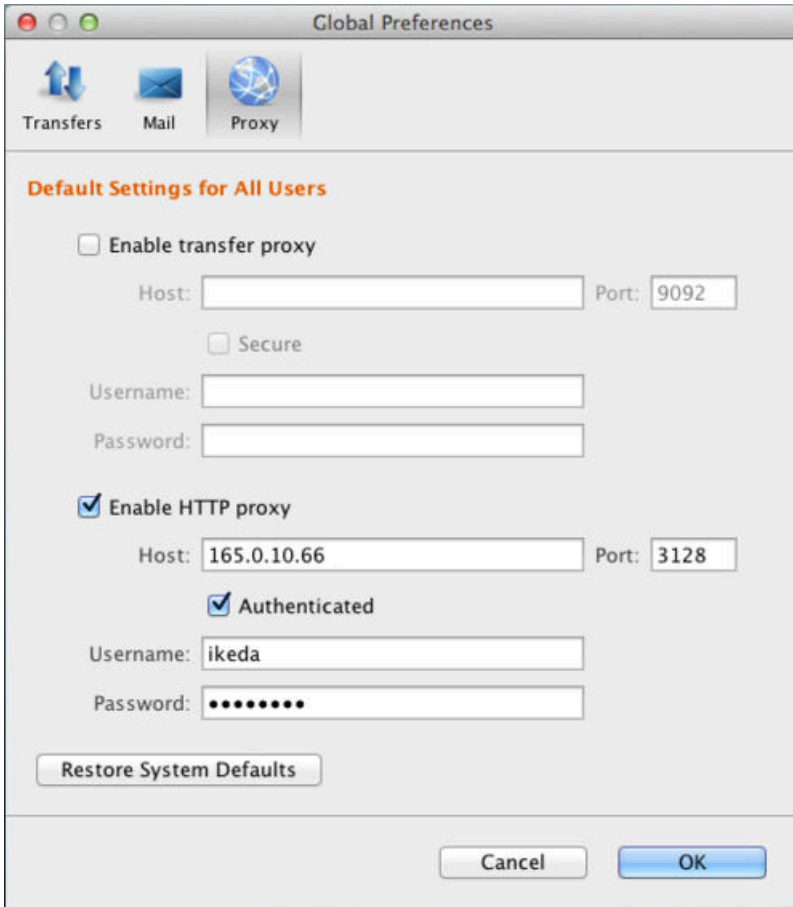 Global Preferences
Transfers Mail Proxy
Default Settings for All Users
Enable transfer proxy
Host: Port: 9092
Secure
Username:
Password:
Enable HTTP proxy
Host: 165.0.10.66 Port: 3128
Authenticated
Username: ikeda
Password: ••••••••
Restore System Defaults
Cancel OK